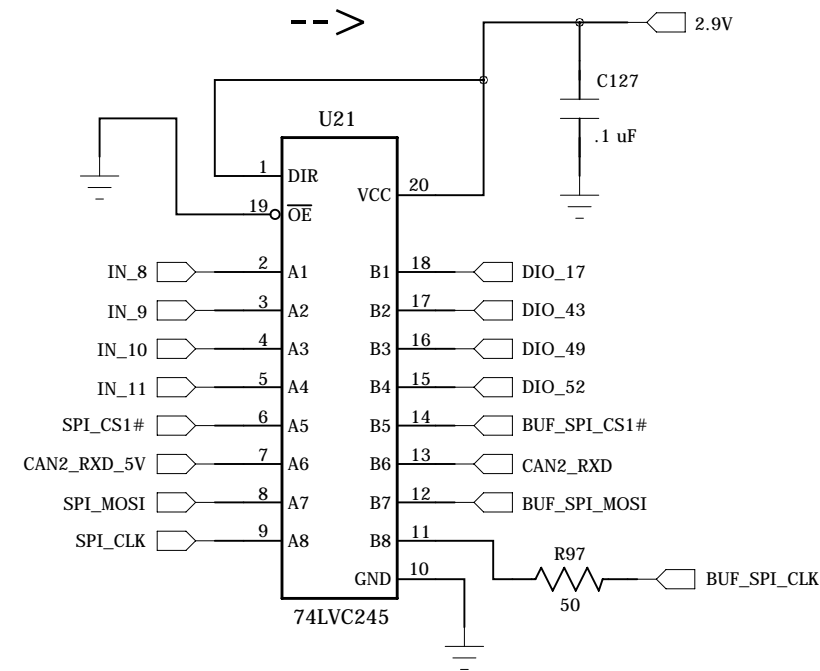 -->
2.9V
C127
.1 uF
U21
1 DIR
VCC 20
19 OE
IN_8 2 A1 B1 18 DIO_17
IN_9 3 A2 B2 17 DIO_43
IN_10 4 A3 B3 16 DIO_49
IN_11 5 A4 B4 15 DIO_52
SPI_CS1# 6 A5 B5 14 BUF_SPI_CS1#
CAN2_RXD_5V 7 A6 B6 13 CAN2_RXD
SPI_MOSI 8 A7 B7 12 BUF_SPI_MOSI
SPI_CLK 9 A8 B8 11
R97
50
BUF_SPI_CLK
GND 10
74LVC245